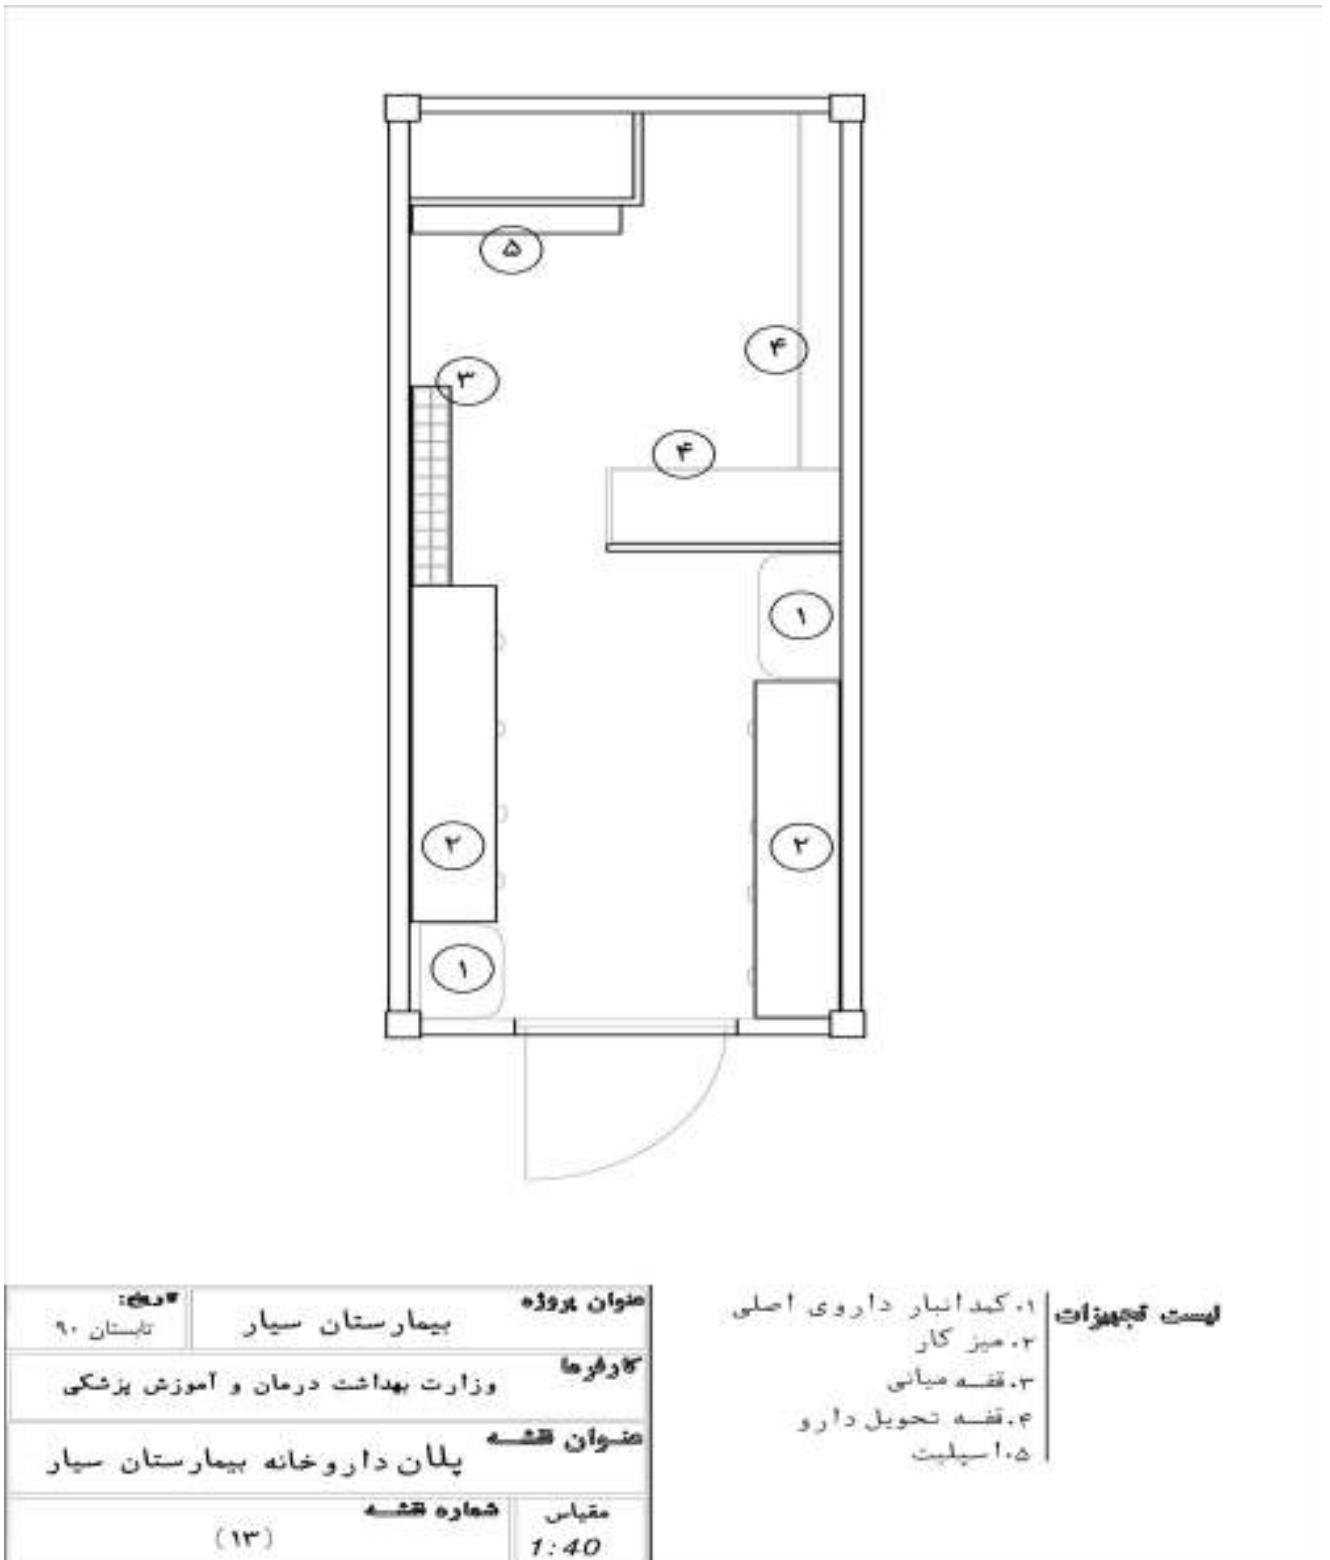 ۵
۳
۴
۴
۱
۲
۲
۱
لیست تجهیزات
۱. کمد انبار داروی اصلی
۲. میز کار
۳. قفسه میانی
۴. قفسه تحویل دارو
۵. اسپلیت
عنوان پروژه
بیمارستان سیار
تاریخ:
تابستان ۹۰
کارفرما
وزارت بهداشت درمان و آموزش پزشکی
عنوان نقشه
پلان داروخانه بیمارستان سیار
مقیاس
1:40
شماره نقشه
(۱۳)